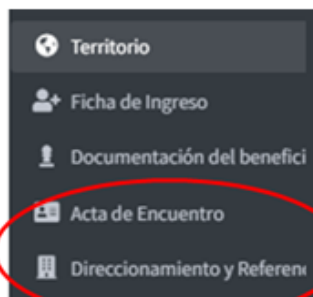 Territorio
Ficha de Ingreso
Documentación del benefici
Acta de Encuentro
Direccionamiento y Referen